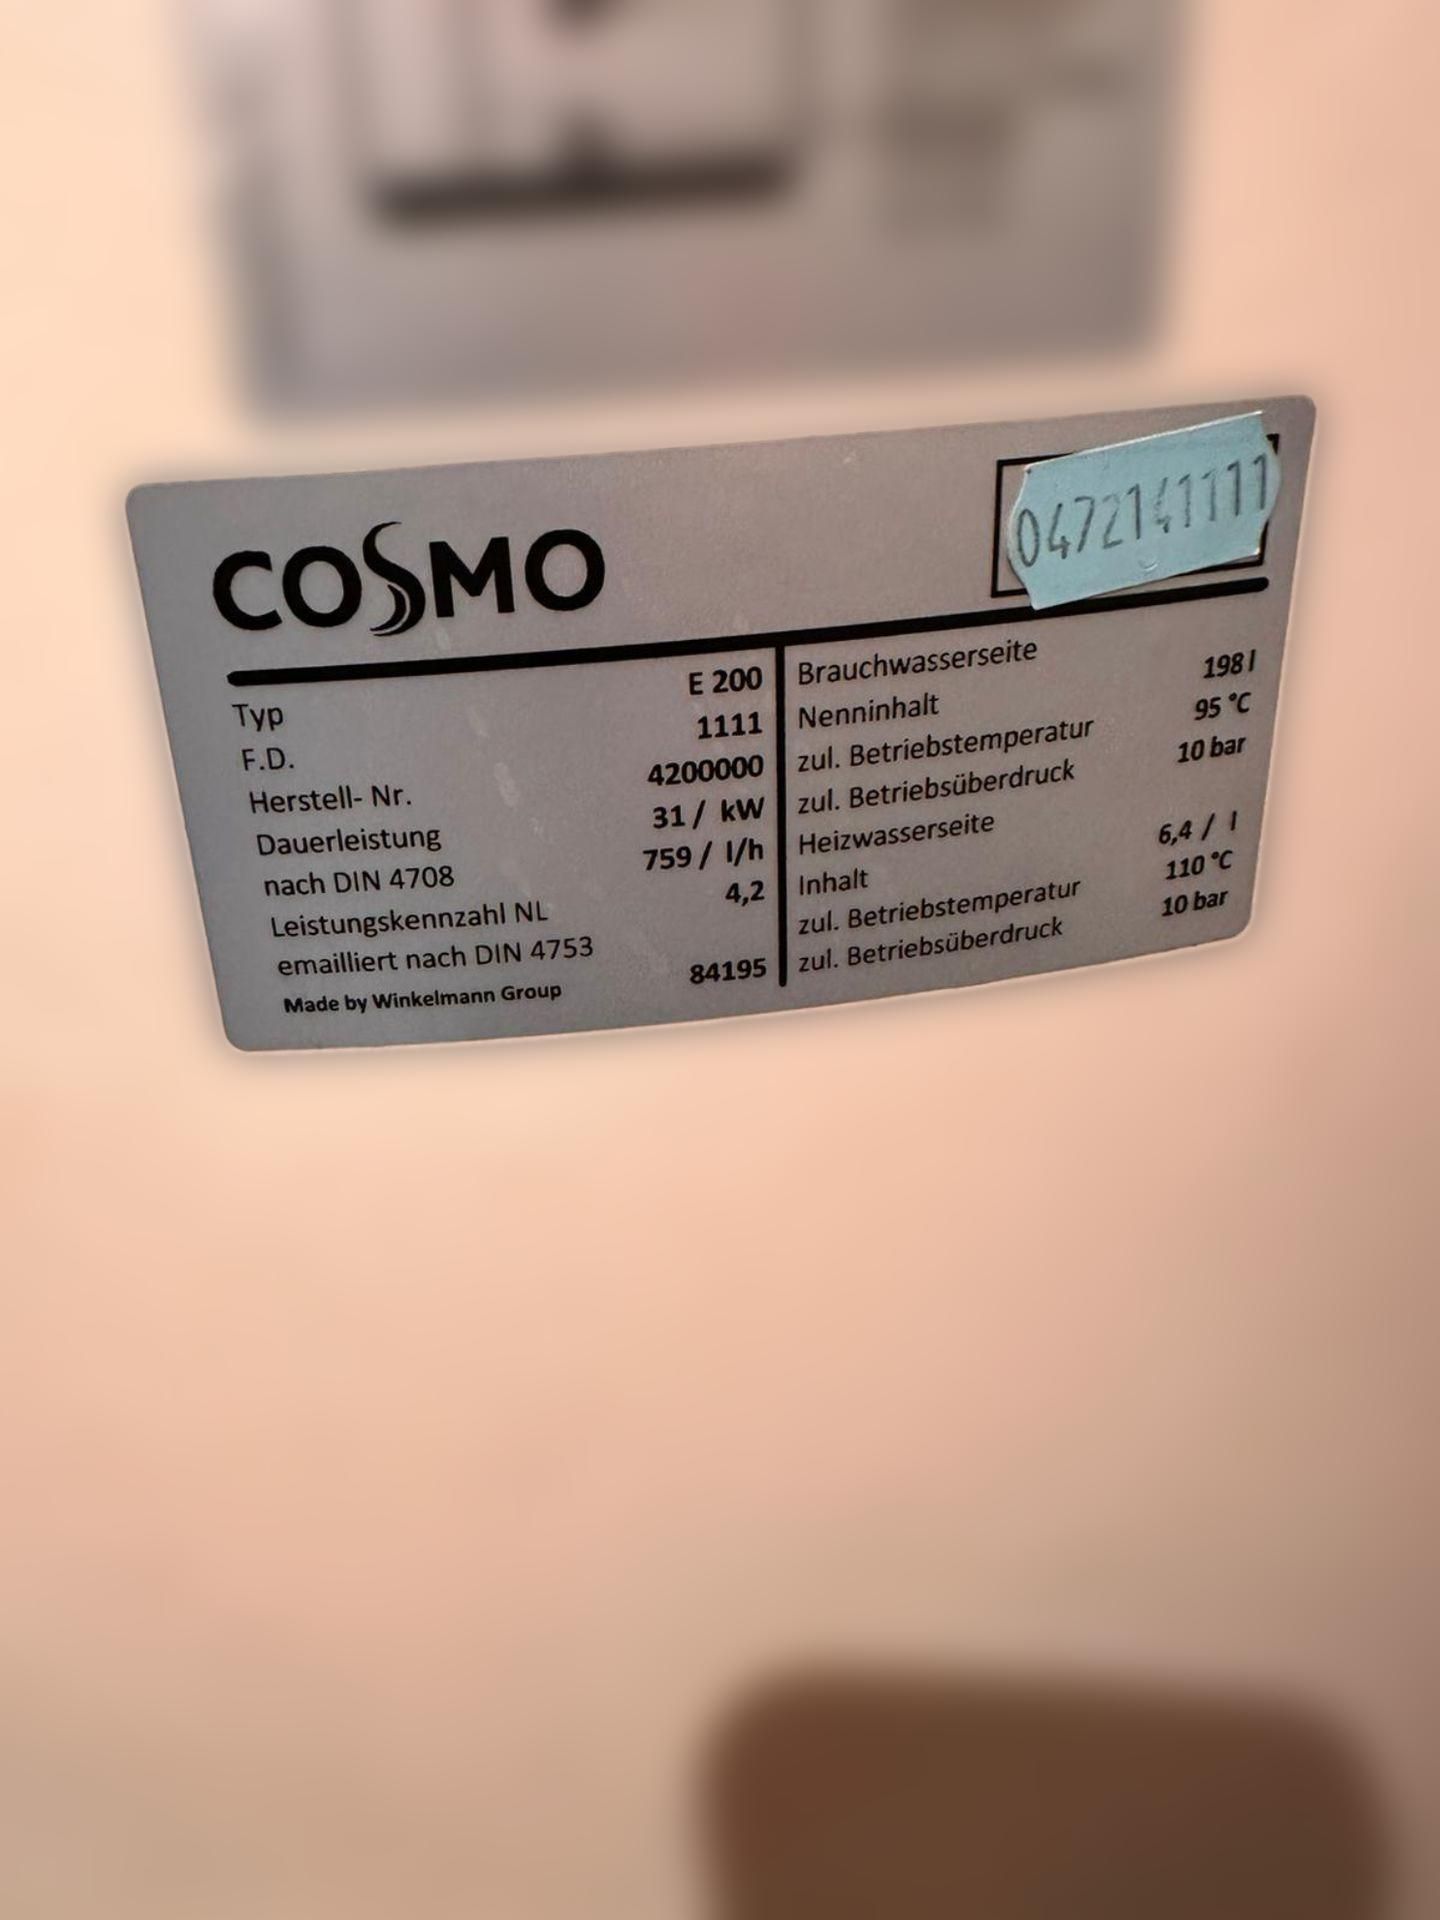 COSMO
0472141111
Typ E 200
F.D. 1111
Herstell- Nr. 4200000
Dauerleistung 31 / kW
nach DIN 4708 759 / l/h
Leistungskennzahl NL 4,2
emailliert nach DIN 4753
Made by Winkelmann Group 84195
Brauchwasserseite
Nenninhalt 198 l
zul. Betriebstemperatur 95 °C
zul. Betriebsüberdruck 10 bar
Heizwasserseite
Inhalt 6,4 / l
zul. Betriebstemperatur 110 °C
zul. Betriebsüberdruck 10 bar